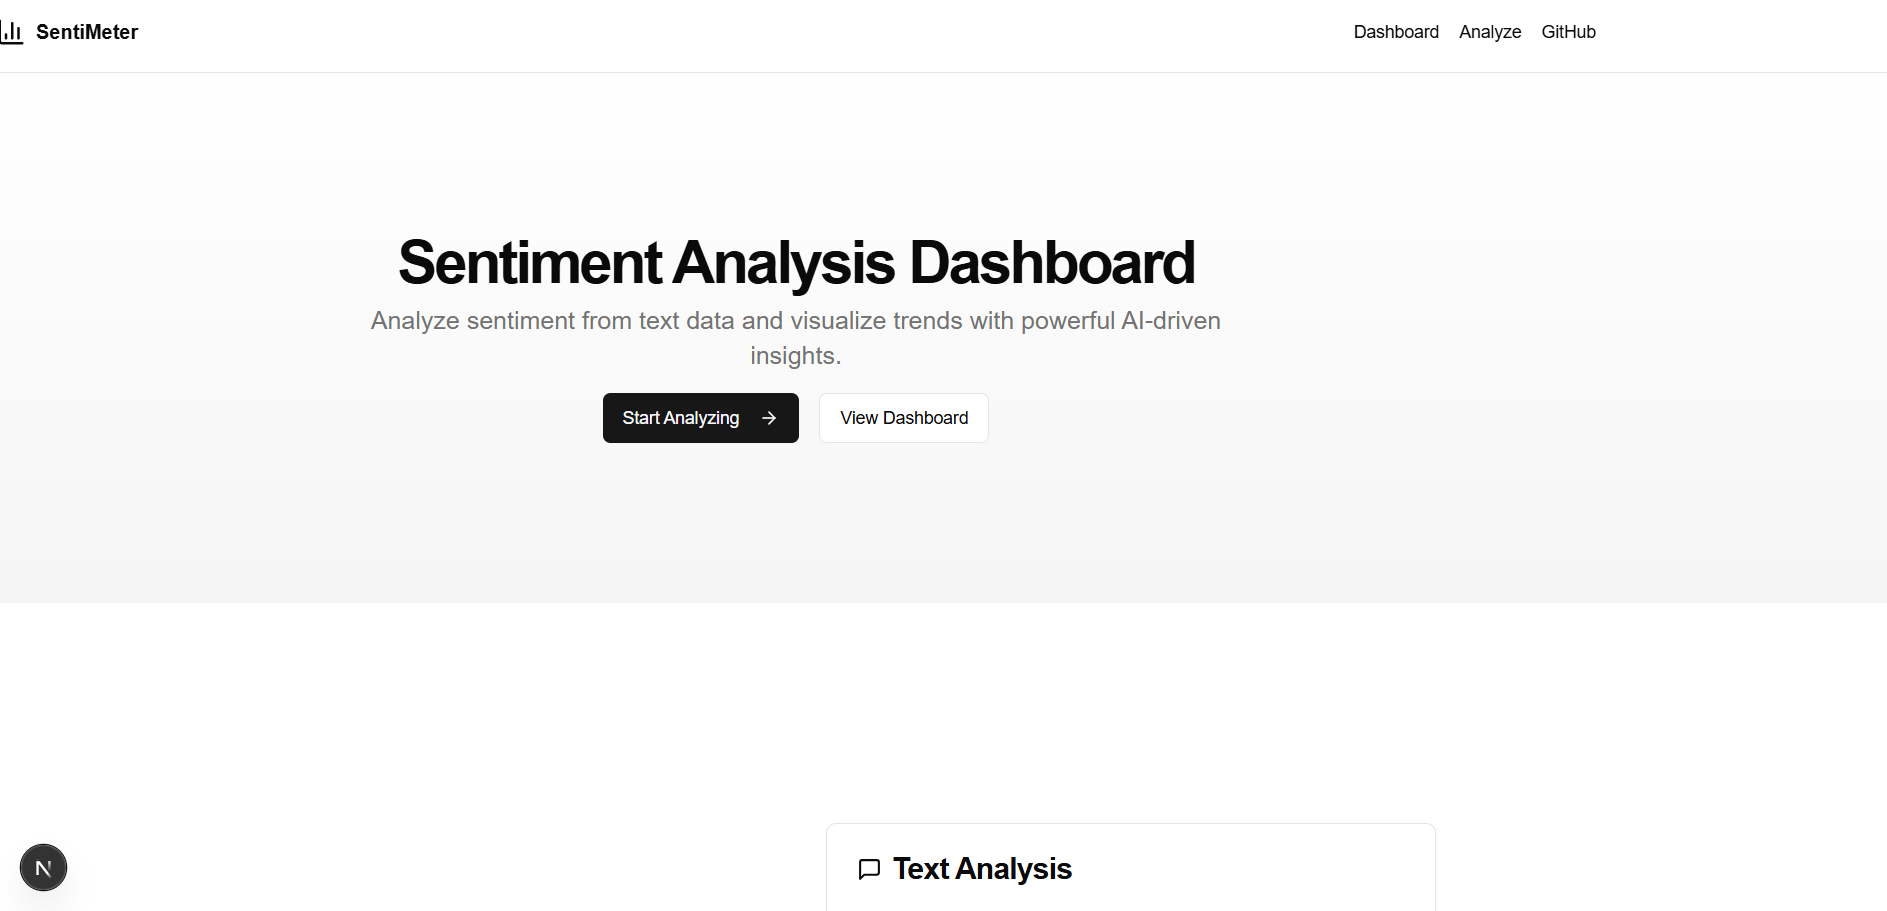 SentiMeter
Dashboard Analyze GitHub
Sentiment Analysis Dashboard
Analyze sentiment from text data and visualize trends with powerful AI-driven
insights.
Start Analyzing
View Dashboard
Text Analysis
N